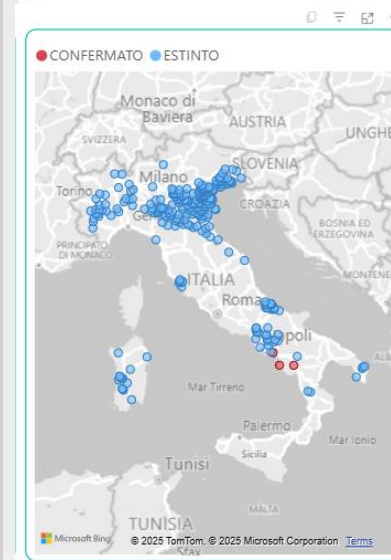 CONFERMATO ESTINTO
Monaco di
Baviera
AUSTRIA
SVIZZERA
UNGHE
SLOVENIA
Milano
Torino
CROAZIA
Ge
BOSNIA ED
ERZEGOVINA
PRINCIPATO
DI MONACO
MONTENE
ITALIA
Roma
poli
ALB
Mar Tirreno
Palermo
Mar Ionio
Sicilia
Tunisi
MALTA
TUNISIA
Sfax
Microsoft Bing
© 2025 TomTom, © 2025 Microsoft Corporation Terms